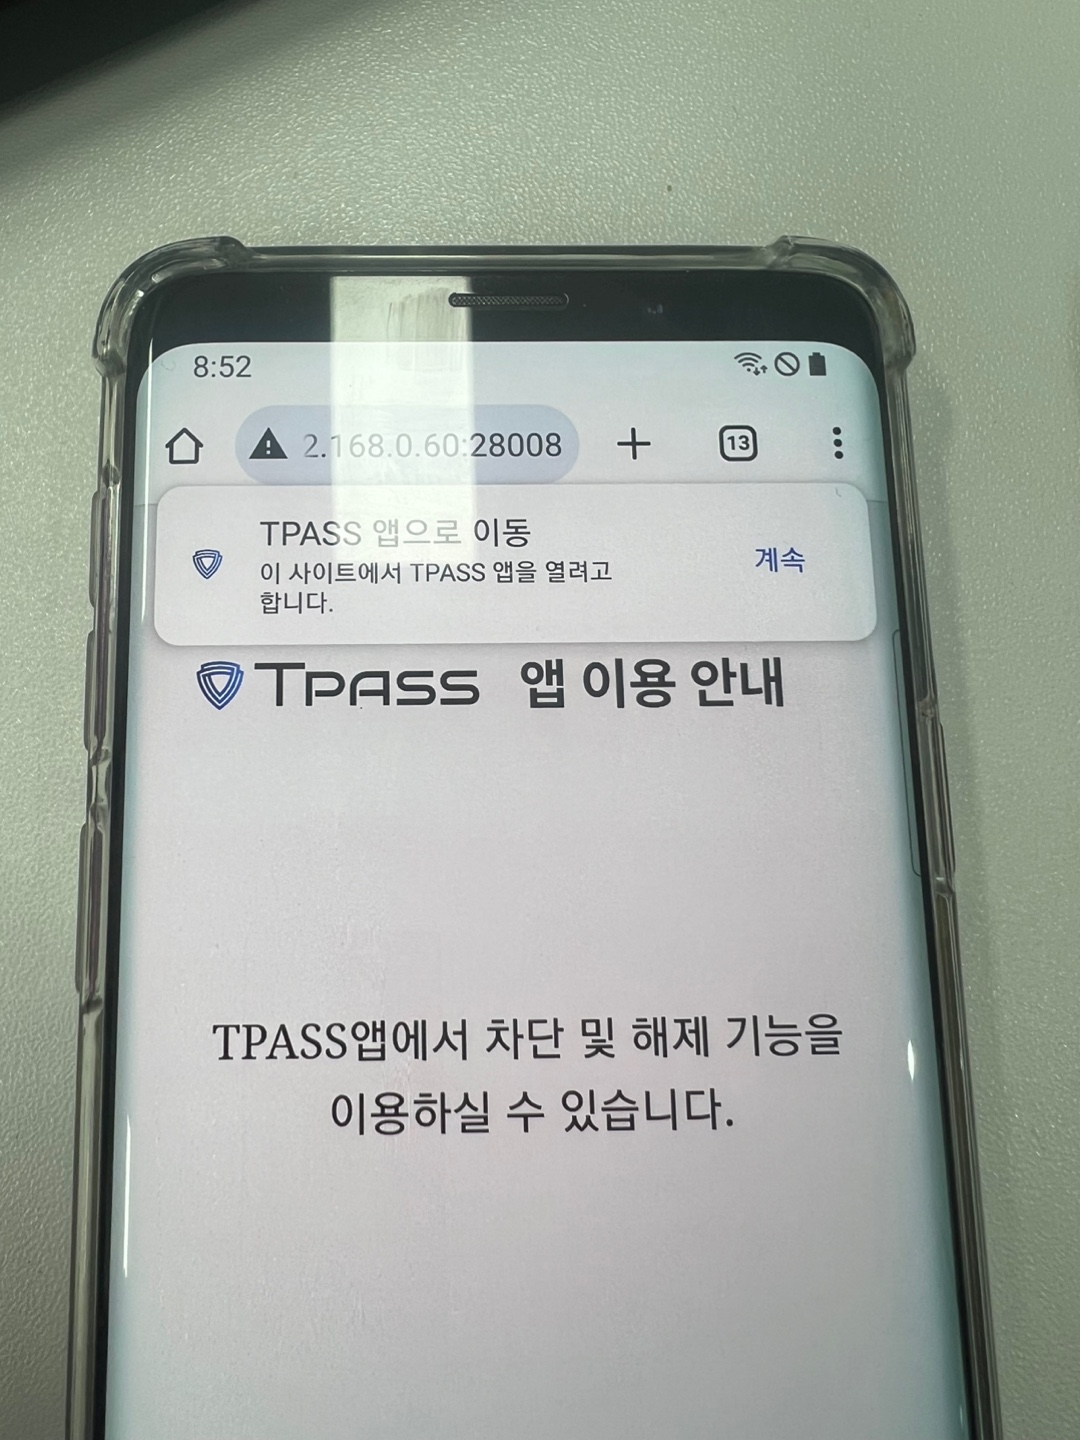 8:52
2.168.0.60:28008
13
TPASS 앱으로 이동
이 사이트에서 TPASS 앱을 열려고
합니다.
계속
TPASS 앱 이용 안내
TPASS앱에서 차단 및 해제 기능을
이용하실 수 있습니다.